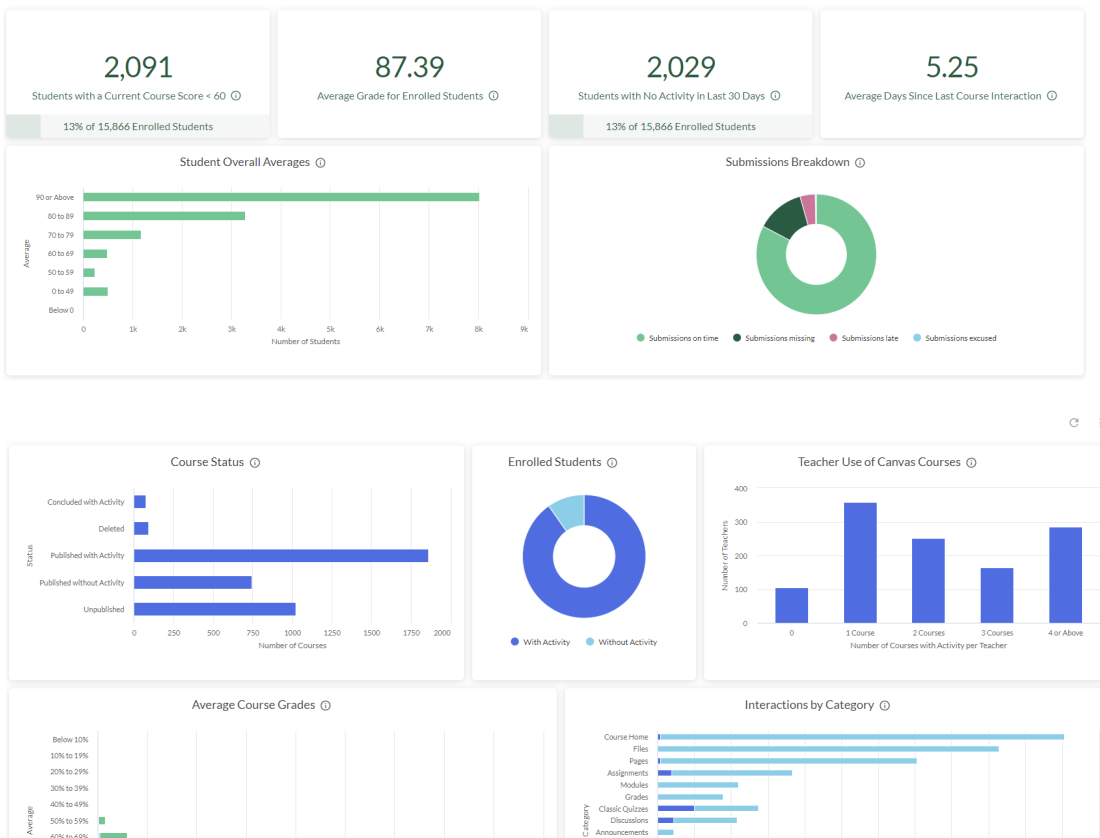 2,091
Students with a Current Course Score < 60
13% of 15,866 Enrolled Students
87.39
Average Grade for Enrolled Students
2,029
Students with No Activity in Last 30 Days
13% of 15,866 Enrolled Students
5.25
Average Days Since Last Course Interaction
Student Overall Averages
Average
90 or Above
80 to 89
70 to 79
60 to 69
50 to 59
0 to 49
Below 0
0 1k 2k 3k 4k 5k 6k 7k 8k 9k
Number of Students
Submissions Breakdown
Submissions on time Submissions missing Submissions late Submissions excused
Course Status
Status
Concluded with Activity
Deleted
Published with Activity
Published without Activity
Unpublished
0 250 500 750 1000 1250 1500 1750 2000
Number of Courses
Enrolled Students
With Activity Without Activity
Teacher Use of Canvas Courses
Number of Teachers
400
300
200
100
0
0 1 Course 2 Courses 3 Courses 4 or Above
Number of Courses with Activity per Teacher
Average Course Grades
Average
Below 10%
10% to 19%
20% to 29%
30% to 39%
40% to 49%
50% to 59%
60% to 69%
Interactions by Category
Category
Course Home
Files
Pages
Assignments
Modules
Grades
Classic Quizzes
Discussions
Announcements